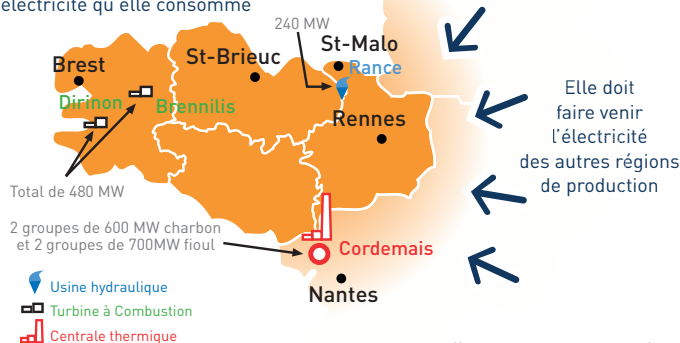 électricité qu'elle consomme
240 MW
St-Malo
St-Brieuc
Brest
Rance
Dirinon
Brennilis
Rennes
Elle doit
faire venir
l'électricité
des autres régions
de production
Total de 480 MW
2 groupes de 600 MW charbon
et 2 groupes de 700MW fioul
Cordemais
Nantes
Usine hydraulique
Turbine à Combustion
Centrale thermique